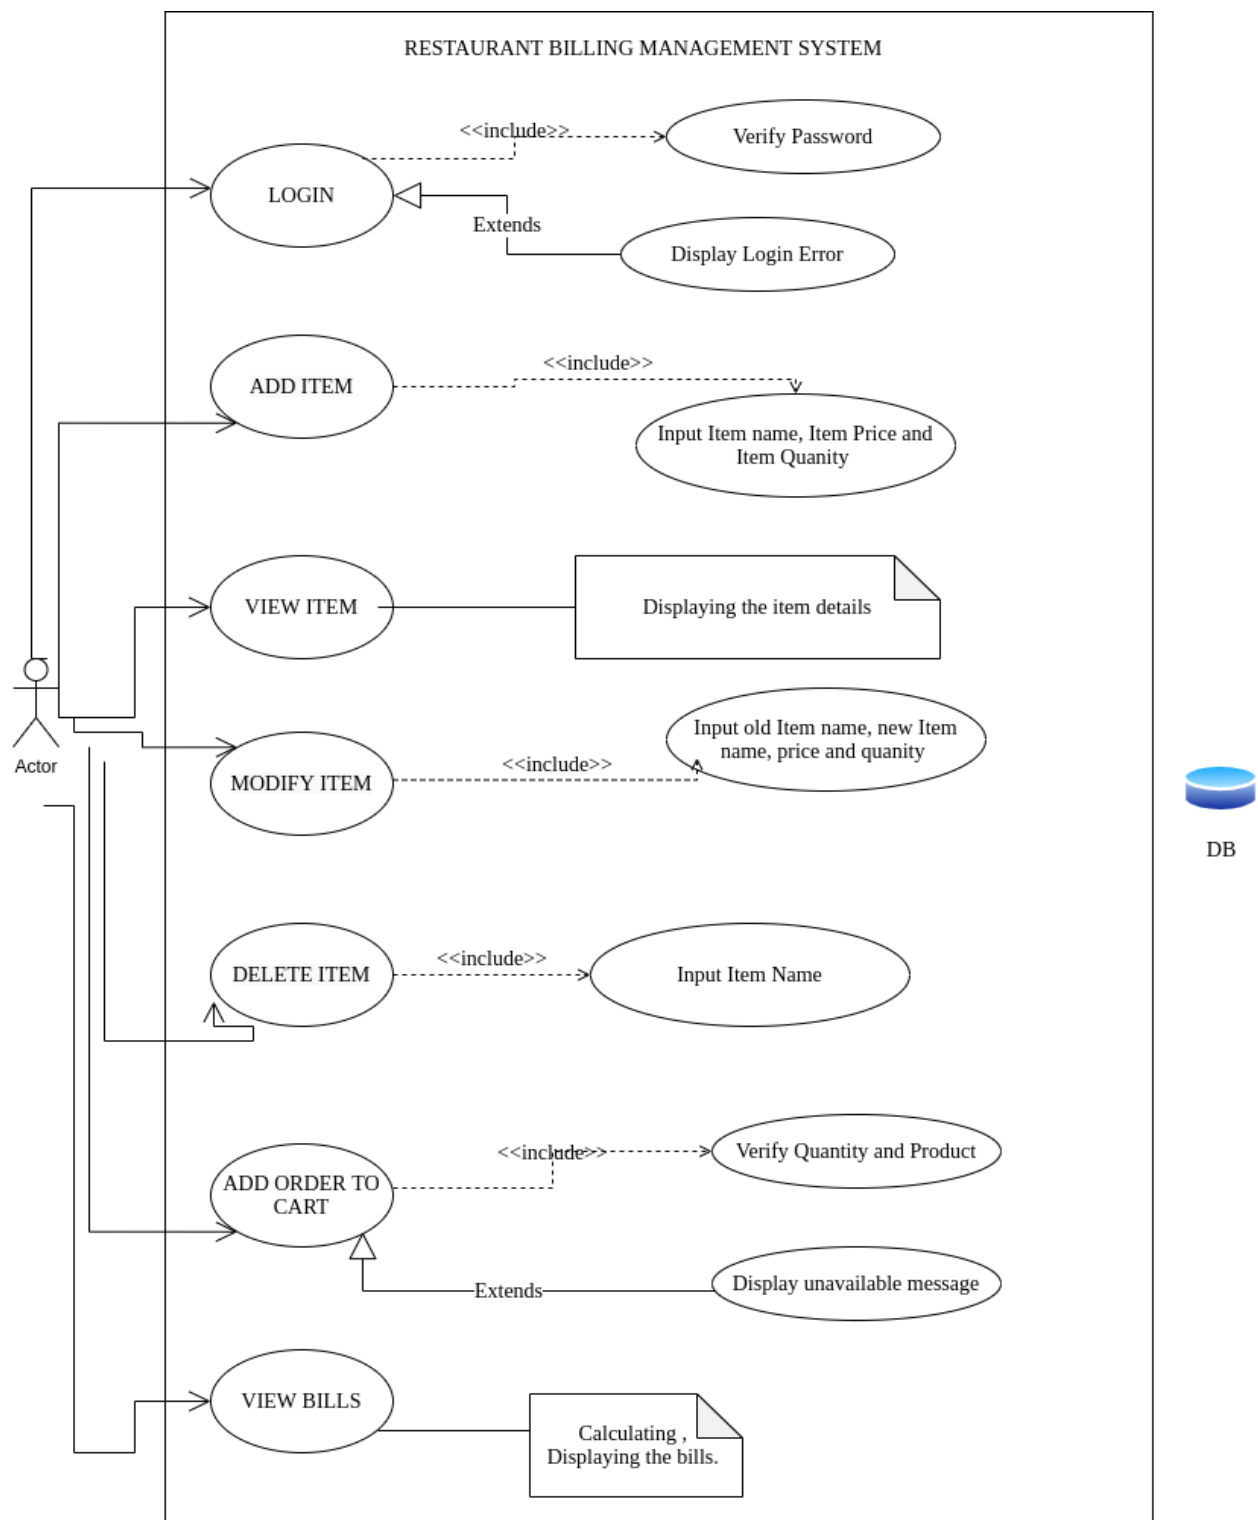 RESTAURANT BILLING MANAGEMENT SYSTEM
<<include>>
Verify Password
LOGIN
Extends
Display Login Error
<<include>>
ADD ITEM
Input Item name, Item Price and
Item Quanity
VIEW ITEM
Displaying the item details
Input old Item name, new Item
name, price and quanity
<<include>>
MODIFY ITEM
Actor
DB
<<include>>
DELETE ITEM
Input Item Name
<<include>>
Verify Quantity and Product
ADD ORDER TO
CART
Extends
Display unavailable message
VIEW BILLS
Calculating ,
Displaying the bills.